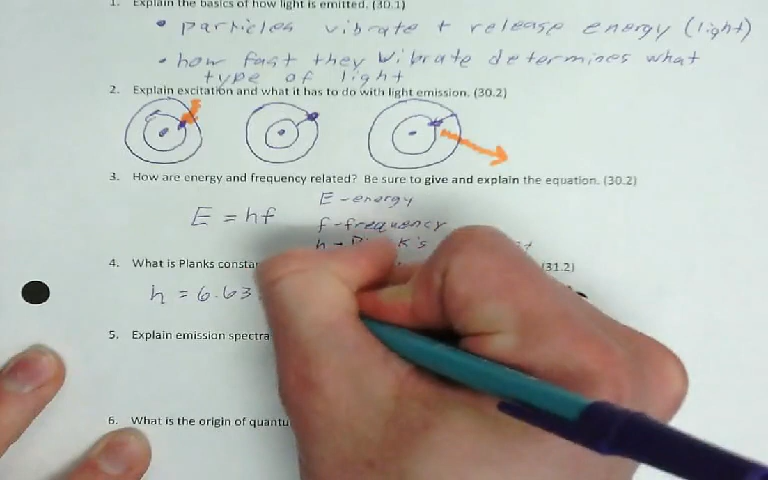 1. Explain the basics of how light is emitted. (30.1)
• particles vibrate + release energy (light)
• how fast they vibrate determines what
type of light
2. Explain excitation and what it has to do with light emission. (30.2)
3. How are energy and frequency related? Be sure to give and explain the equation. (30.2)
E = hf
E - energy
f - frequency
h -
4. What is Planks (31.2)
h = 6.63
5. Explain emission spectra
6. What is the origin of